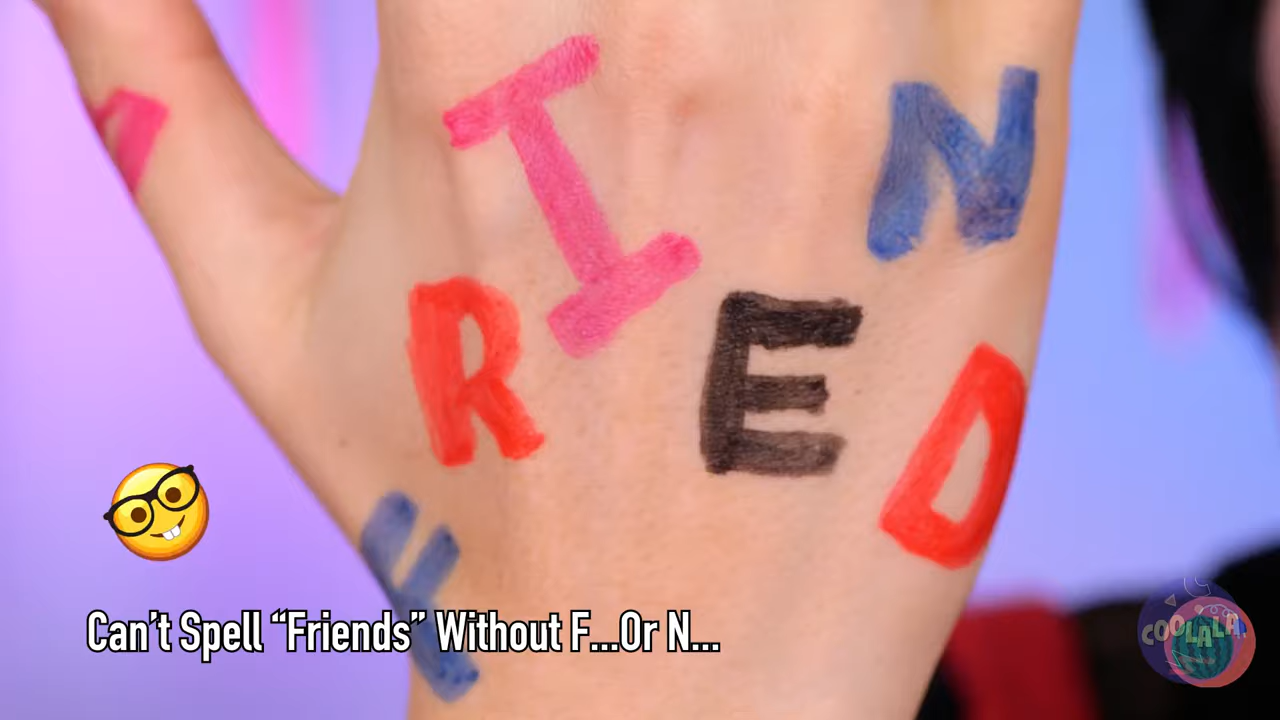 I N
R E D
F
Can't Spell “Friends” Without F...Or N...
COOLALA